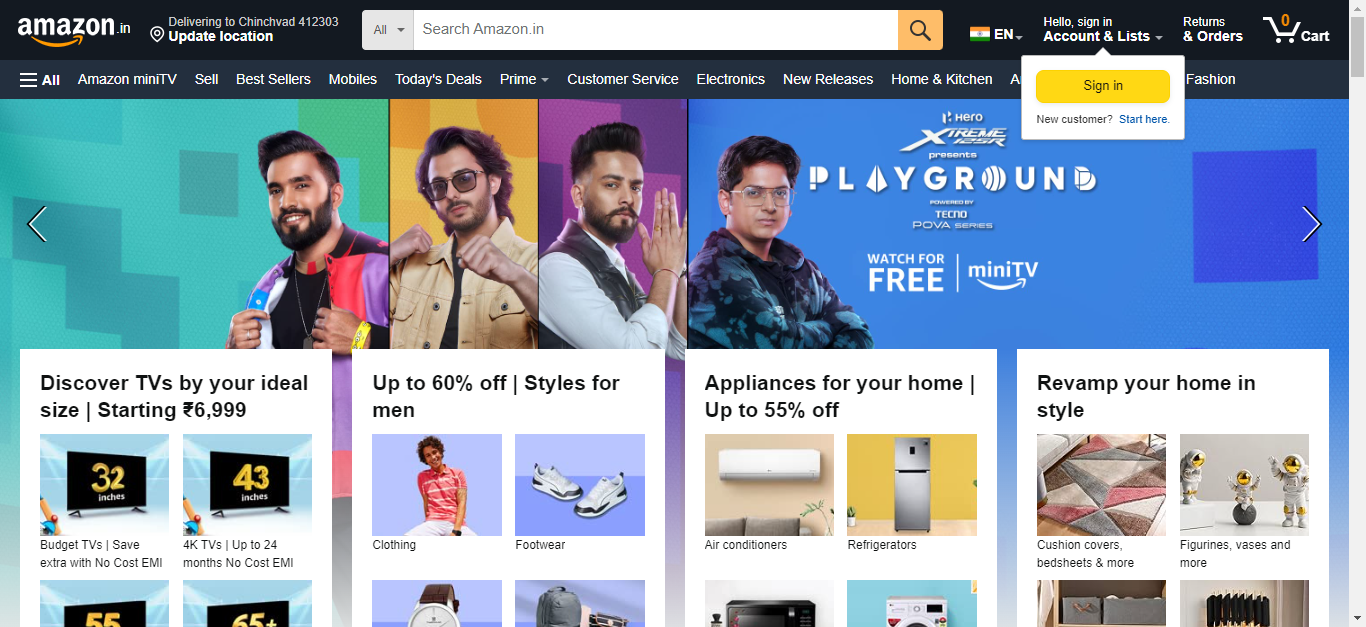 amazon.in
Delivering to Chinchvad 412303
Update location
All
Search Amazon.in
EN
Hello, sign in
Account & Lists
Returns
& Orders
0
Cart
All
Amazon miniTV
Sell
Best Sellers
Mobiles
Today's Deals
Prime
Customer Service
Electronics
New Releases
Home & Kitchen
Fashion
Sign in
New customer? Start here.
Hero
XTREME
125R
presents
PLAYGROUND
POWERED BY
TECNO
POVA SERIES
WATCH FOR
FREE
miniTV
Discover TVs by your ideal
size | Starting ₹6,999
32
inches
43
inches
Budget TVs | Save
extra with No Cost EMI
4K TVs | Up to 24
months No Cost EMI
55
65+
Up to 60% off | Styles for
men
Clothing
Footwear
Appliances for your home |
Up to 55% off
Air conditioners
Refrigerators
Revamp your home in
style
Cushion covers,
bedsheets & more
Figurines, vases and
more